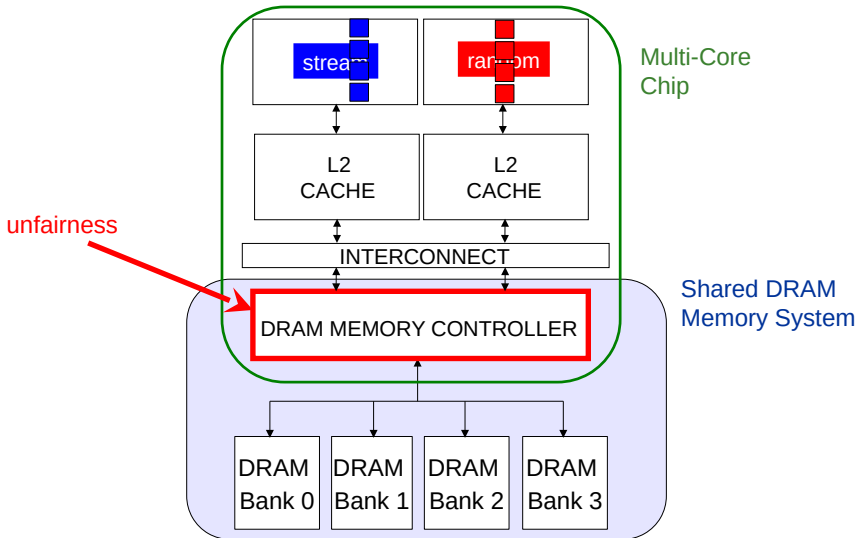 stream
random
Multi-Core
Chip
L2
CACHE
L2
CACHE
unfairness
INTERCONNECT
Shared DRAM
Memory System
DRAM MEMORY CONTROLLER
DRAM
Bank 0
DRAM
Bank 1
DRAM
Bank 2
DRAM
Bank 3